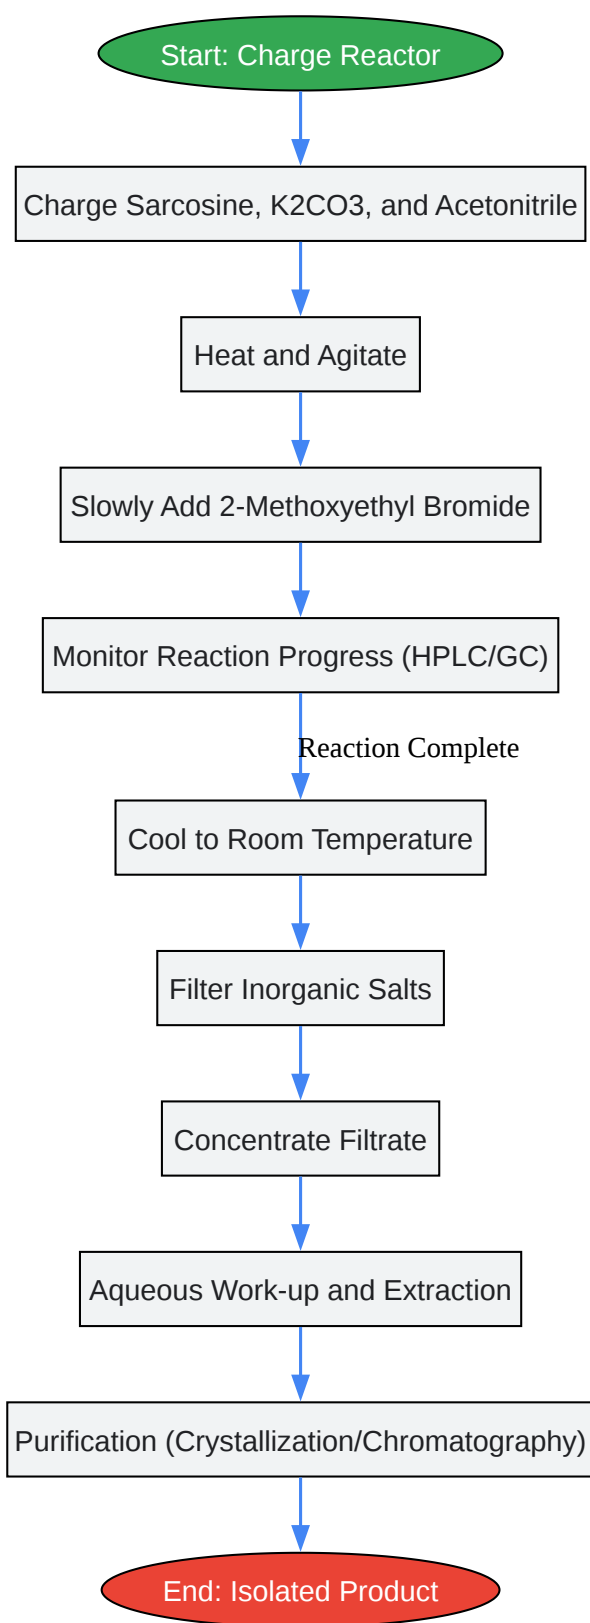 Start: Charge Reactor
Charge Sarcosine, K2CO3, and Acetonitrile
Heat and Agitate
Slowly Add 2-Methoxyethyl Bromide
Monitor Reaction Progress (HPLC/GC)
Reaction Complete
Cool to Room Temperature
Filter Inorganic Salts
Concentrate Filtrate
Aqueous Work-up and Extraction
Purification (Crystallization/Chromatography)
End: Isolated Product